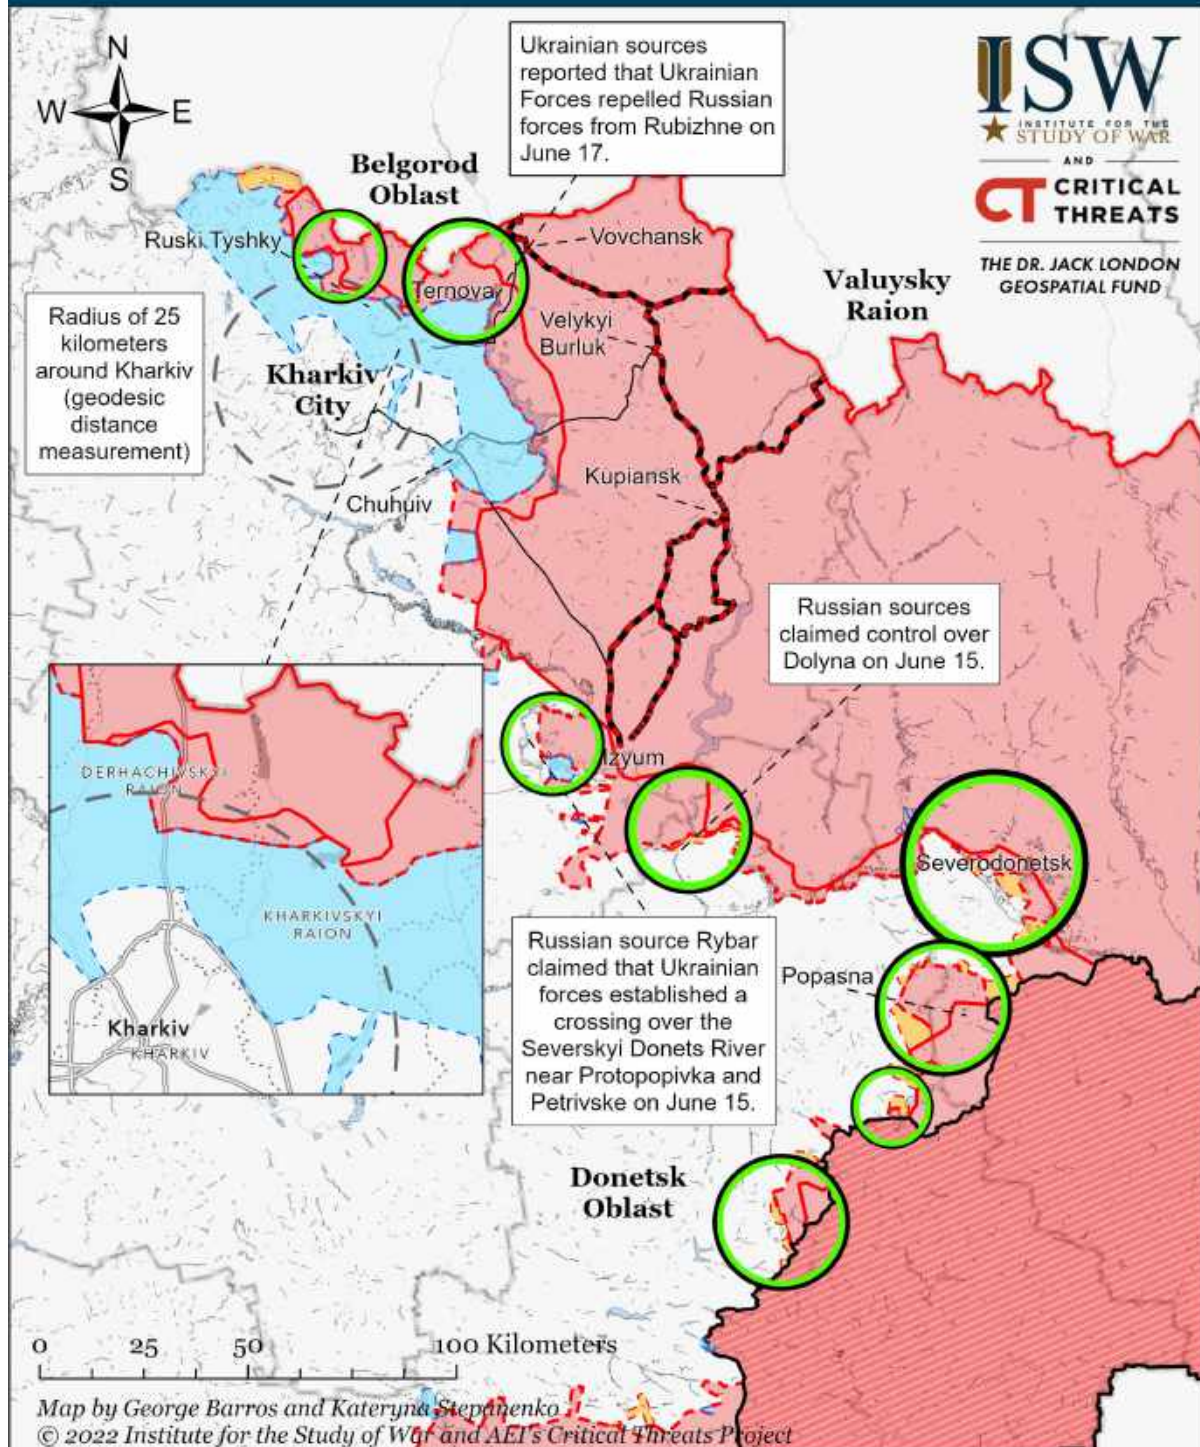 N
W E
S
Ukrainian sources
reported that Ukrainian
Forces repelled Russian
forces from Rubizhne on
June 17.
ISW
INSTITUTE FOR THE
STUDY OF WAR
AND
CT CRITICAL
THREATS
THE DR. JACK LONDON
GEOSPATIAL FUND
Belgorod
Oblast
Ruski Tyshky
Vovchansk
Ternova
Valuysky
Raion
Velykyi
Burluk
Radius of 25
kilometers
around Kharkiv
(geodesic
distance
measurement)
Kharkiv
City
Kupiansk
Chuhuiv
Russian sources
claimed control over
Dolyna on June 15.
Izyum
DERHACHIVSKYI
RAION
KHARKIVSKYI
RAION
Kharkiv
KHARKIV
Severodonetsk
Russian source Rybar
claimed that Ukrainian
forces established a
crossing over the
Severskyi Donets River
near Protopopivka and
Petrivske on June 15.
Popasna
Donetsk
Oblast
0 25 50 100 Kilometers
Map by George Barros and Kateryna Stepanenko
© 2022 Institute for the Study of War and AEI's Critical Threats Project